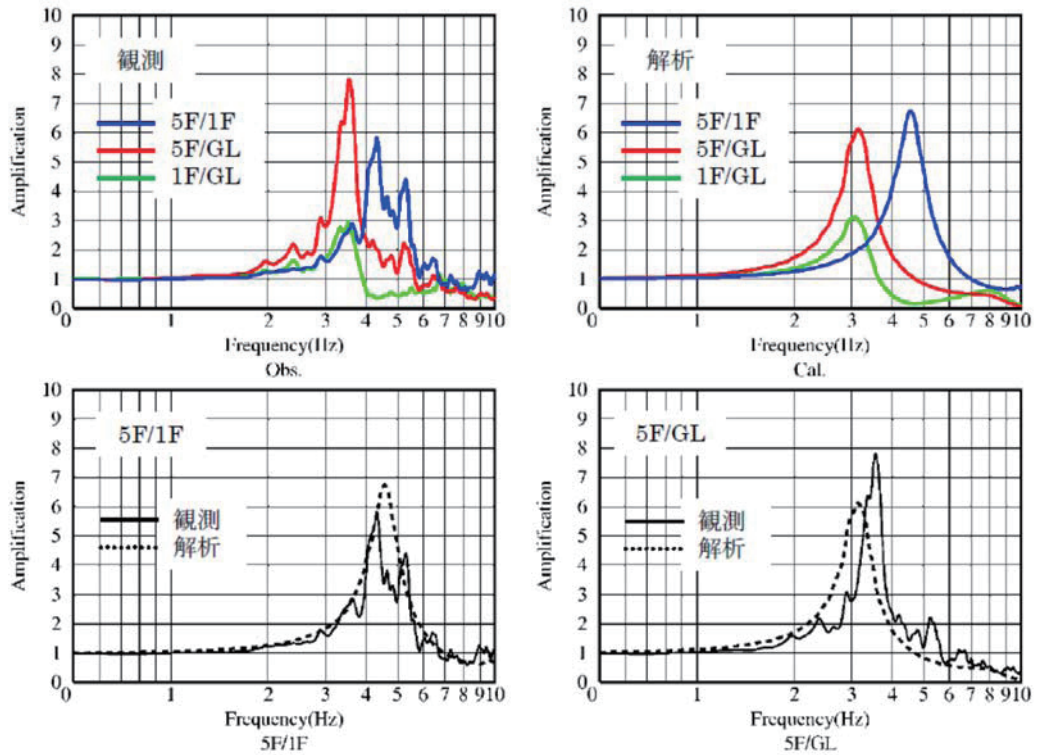 10
9
8
7
6
5
4
3
2
1
0
Amplification
観測
5F/1F
5F/GL
1F/GL
0 1 2 3 4 5 6 7 8 9 10
Frequency(Hz)
Obs.
10
9
8
7
6
5
4
3
2
1
0
Amplification
解析
5F/1F
5F/GL
1F/GL
0 1 2 3 4 5 6 7 8 9 10
Frequency(Hz)
Cal.
10
9
8
7
6
5
4
3
2
1
0
Amplification
5F/1F
観測
解析
0 1 2 3 4 5 6 7 8 9 10
Frequency(Hz)
5F/1F
10
9
8
7
6
5
4
3
2
1
0
Amplification
5F/GL
観測
解析
0 1 2 3 4 5 6 7 8 9 10
Frequency(Hz)
5F/GL